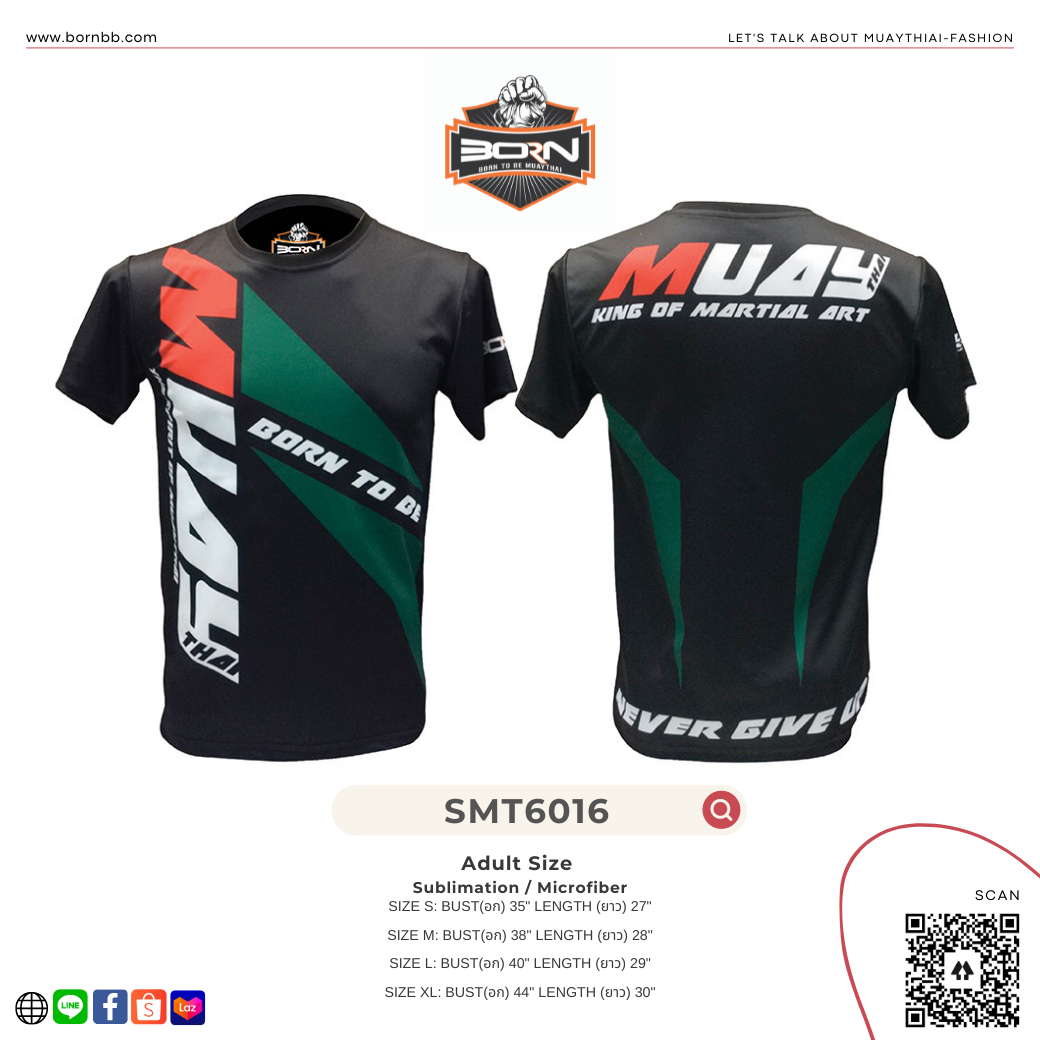 www.bornbb.com
LET'S TALK ABOUT MUAYTHIAI-FASHION
BORN
BORN TO BE MUAYTHAI
BORN
MUAY
THAI
BORN TO BE
MUAY
THAI
KING OF MARTIAL ART
NEVER GIVE UP
SMT6016
Adult Size
Sublimation / Microfiber
SIZE S: BUST(อก) 35" LENGTH (ยาว) 27"
SIZE M: BUST(อก) 38" LENGTH (ยาว) 28"
SIZE L: BUST(อก) 40" LENGTH (ยาว) 29"
SIZE XL: BUST(อก) 44" LENGTH (ยาว) 30"
SCAN
LINE
f
S
Laz